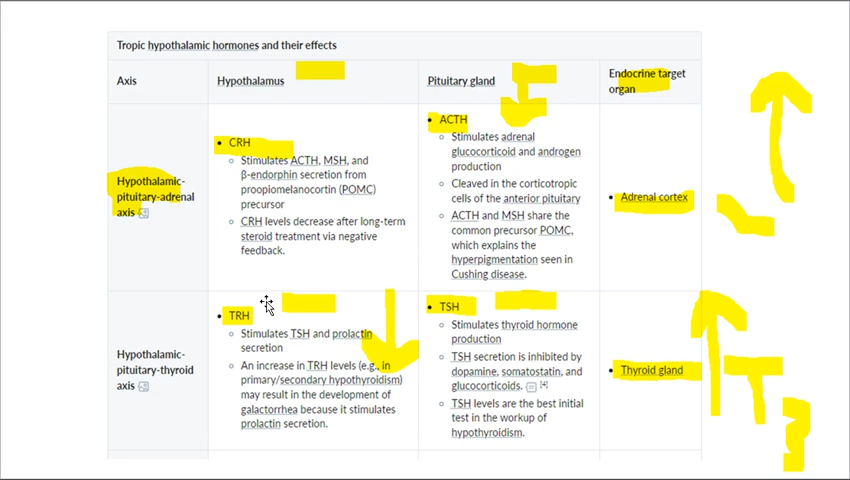 Tropic hypothalamic hormones and their effects
Axis
Hypothalamus
Pituitary gland
Endocrine target
organ
Hypothalamic-
pituitary-adrenal
axis
• CRH
Stimulates ACTH, MSH, and
β-endorphin secretion from
proopiomelanocortin (POMC)
precursor
CRH levels decrease after long-term
steroid treatment via negative
feedback.
• ACTH
Stimulates adrenal
glucocorticoid and androgen
production
Cleaved in the corticotropic
cells of the anterior pituitary
ACTH and MSH share the
common precursor POMC,
which explains the
hyperpigmentation seen in
Cushing disease.
• Adrenal cortex
Hypothalamic-
pituitary-thyroid
axis
• TRH
Stimulates TSH and prolactin
secretion
An increase in TRH levels (e.g., in
primary/secondary hypothyroidism)
may result in the development of
galactorrhea because it stimulates
prolactin secretion.
• TSH
Stimulates thyroid hormone
production
TSH secretion is inhibited by
dopamine, somatostatin, and
glucocorticoids. [4]
TSH levels are the best initial
test in the workup of
hypothyroidism.
• Thyroid gland
T3